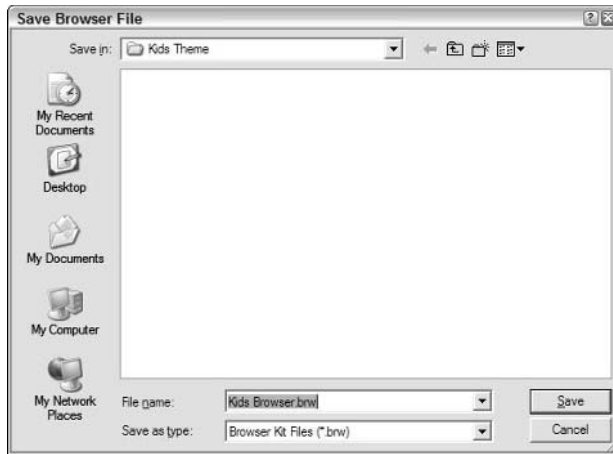 Save Browser File
Save in:
Kids Theme
My Recent
Documents
Desktop
My Documents
My Computer
My Network
Places
File name:
Kids Browser.brw
Save
Save as type:
Browser Kit Files (*.brw)
Cancel